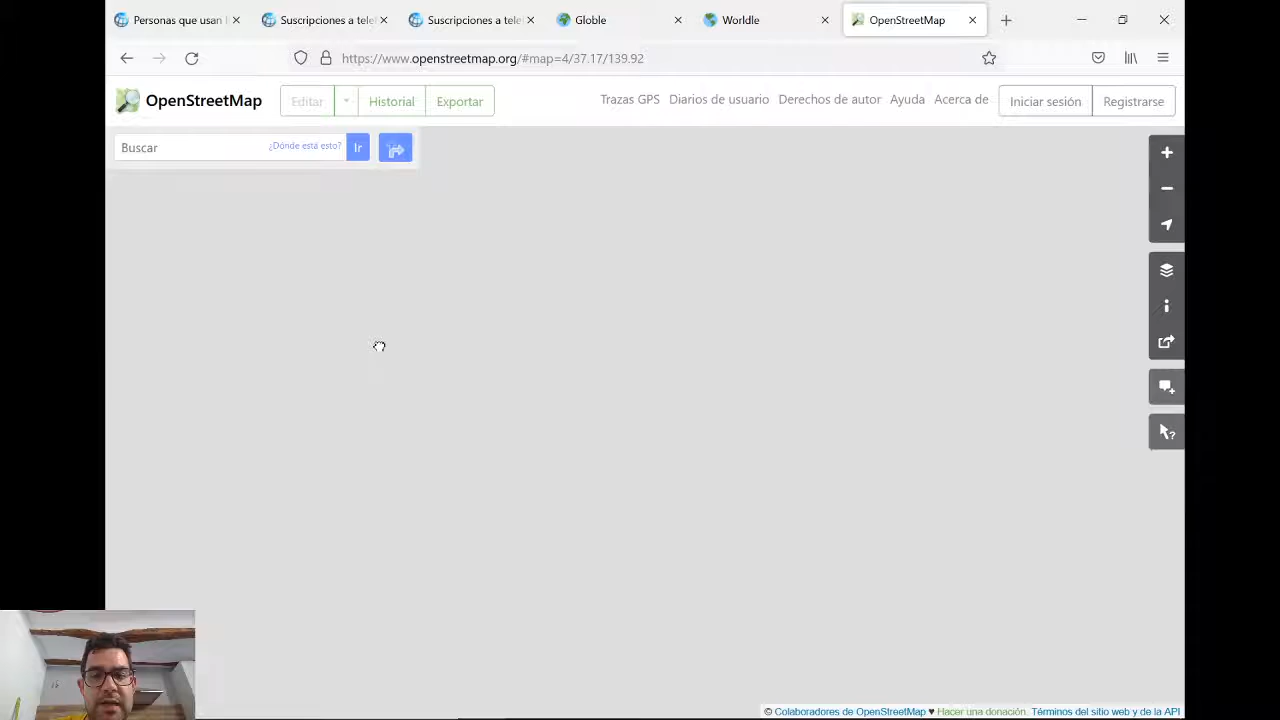 Personas que usan I
Suscripciones a telef
Suscripciones a telef
Globle
Worldle
OpenStreetMap
https://www.openstreetmap.org/#map=4/37.17/139.92
OpenStreetMap
Editar
Historial
Exportar
Trazas GPS
Diarios de usuario
Derechos de autor
Ayuda
Acerca de
Iniciar sesión
Registrarse
Buscar
¿Dónde está esto?
Ir
© Colaboradores de OpenStreetMap ♥ Hacer una donación. Términos del sitio web y de la API